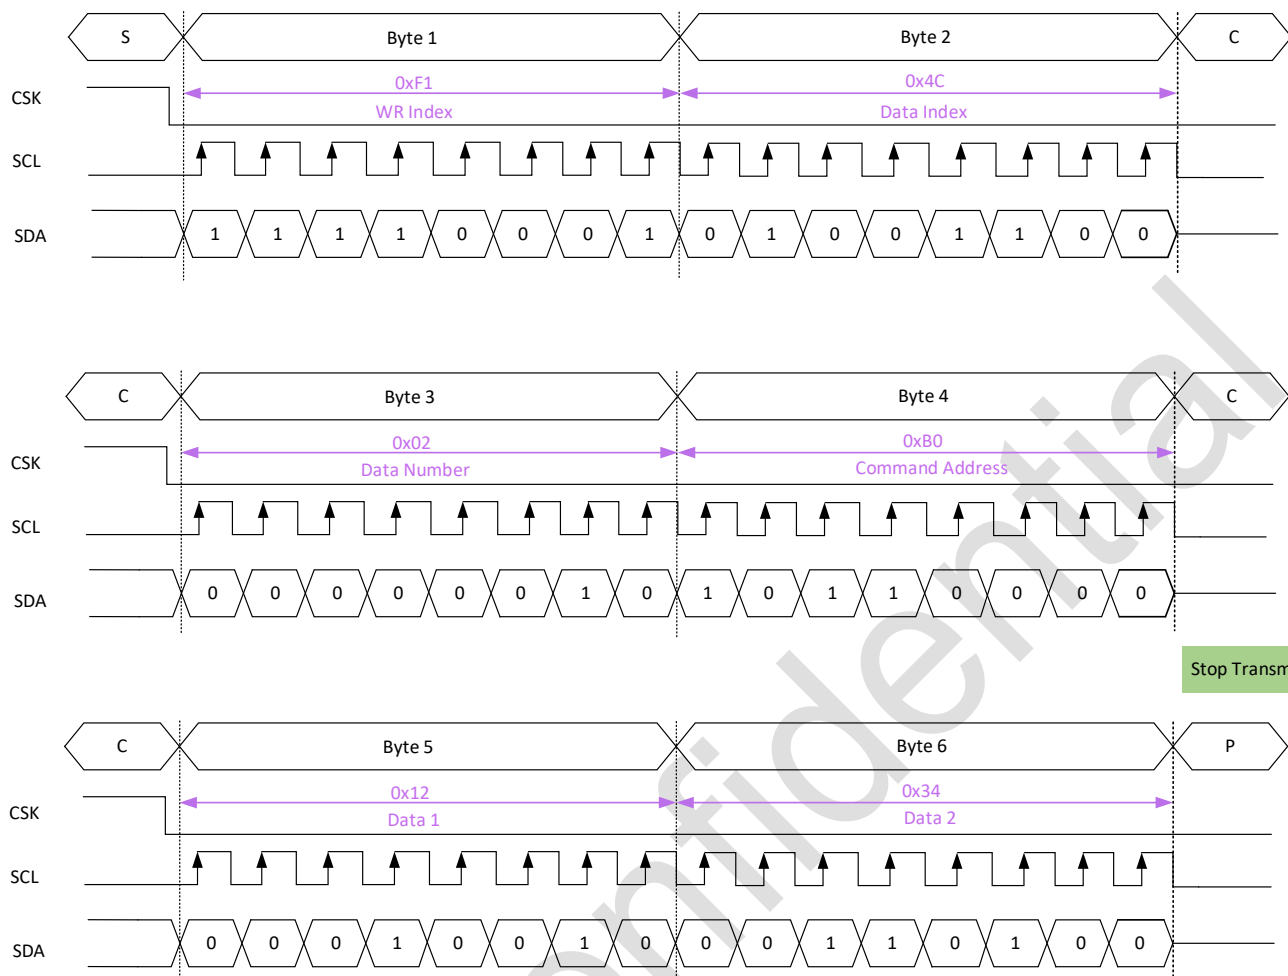 S Byte 1 Byte 2 C
0xF1 0x4C
CSK
WR Index Data Index
SCL
SDA 1 1 1 1 0 0 0 1 0 1 0 0 1 1 0 0
C Byte 3 Byte 4 C
0x02 0xB0
CSK
Data Number Command Address
SCL
SDA 0 0 0 0 0 0 1 0 1 0 1 1 0 0 0 0
Stop Transm
C Byte 5 Byte 6 P
0x12 0x34
CSK
Data 1 Data 2
SCL
SDA 0 0 0 1 0 0 1 0 0 0 1 1 0 1 0 0
onfidential